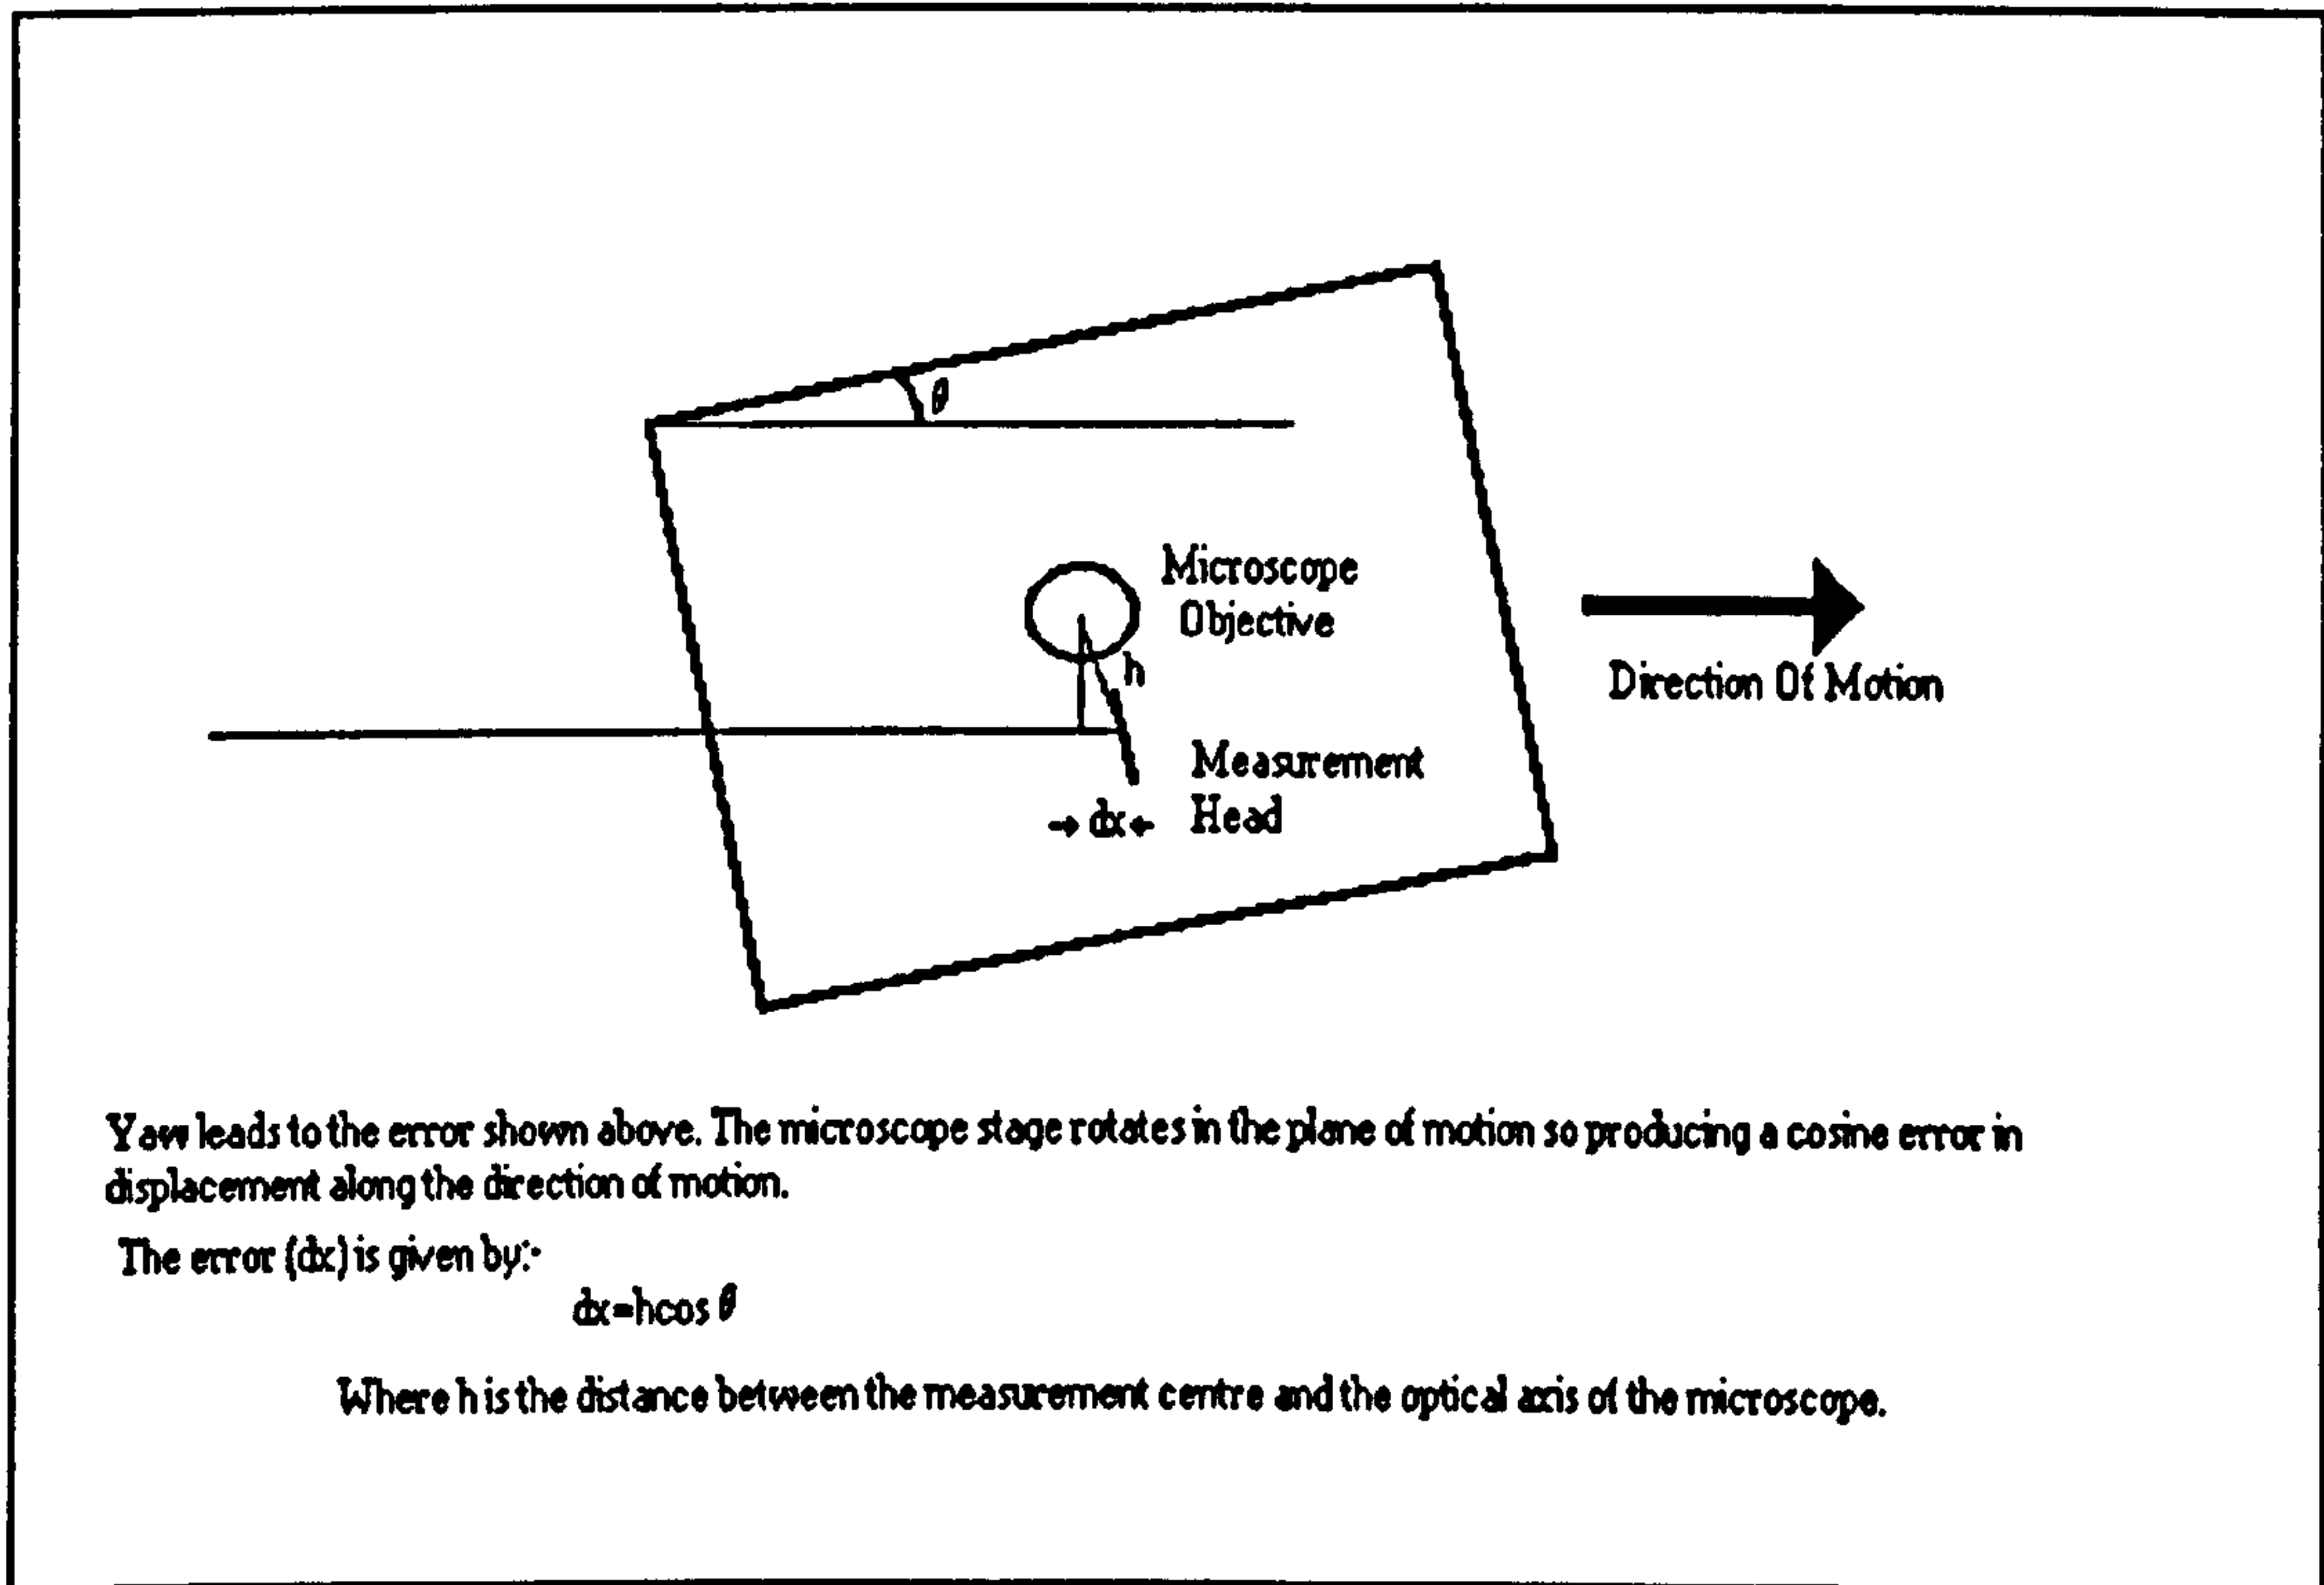 θ
Microscope
Objective
h
Direction Of Motion
Measurement
Head
→ dx ←
Yaw leads to the error shown above. The microscope stage rotates in the plane of motion so producing a cosine error in
displacement along the direction of motion.
The error (dx) is given by:-
dx=hcos θ
Where h is the distance between the measurement centre and the optical axis of the microscope.